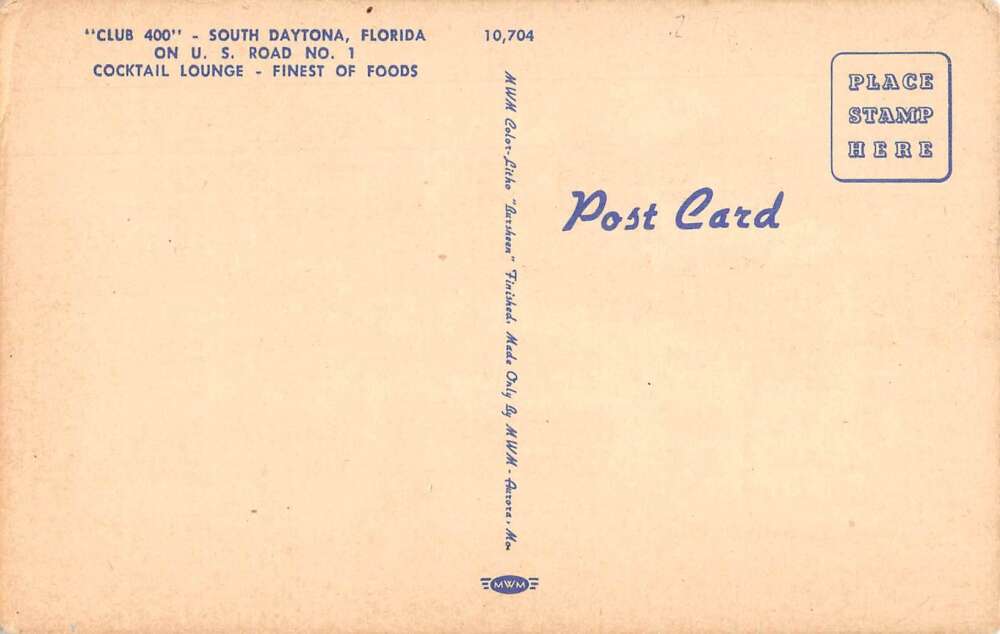 "CLUB 400" - SOUTH DAYTONA, FLORIDA
ON U. S. ROAD NO. 1
COCKTAIL LOUNGE - FINEST OF FOODS
10,704
MWM Color-Litho "Dursheen" Finished. Made Only By MWM - Aurora, Mo.
PLACE
STAMP
HERE
Post Card
MWM